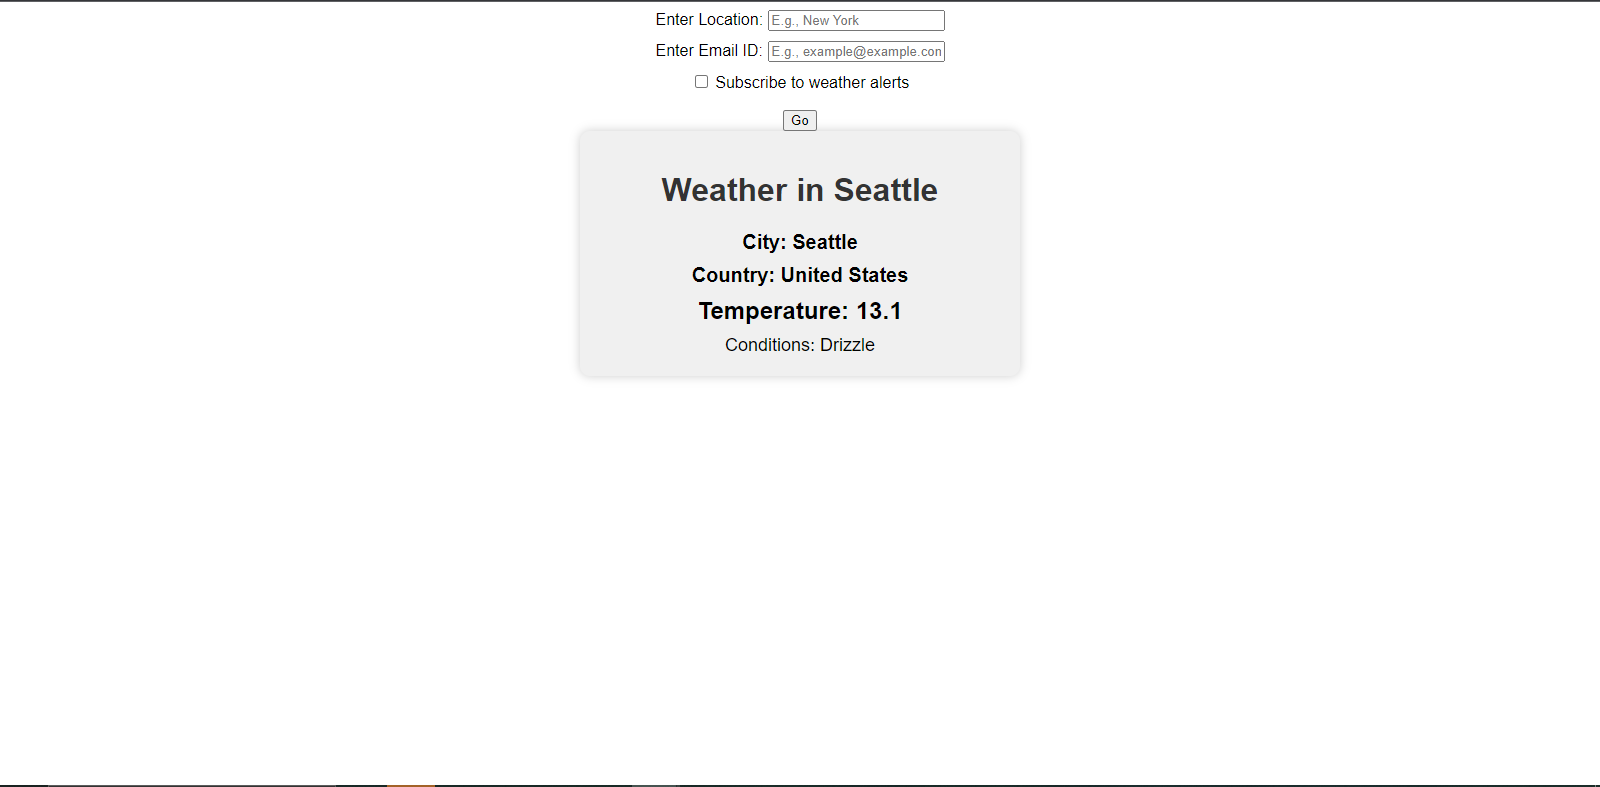 Enter Location: E.g., New York
Enter Email ID: E.g., example@example.con
Subscribe to weather alerts
Go
Weather in Seattle
City: Seattle
Country: United States
Temperature: 13.1
Conditions: Drizzle